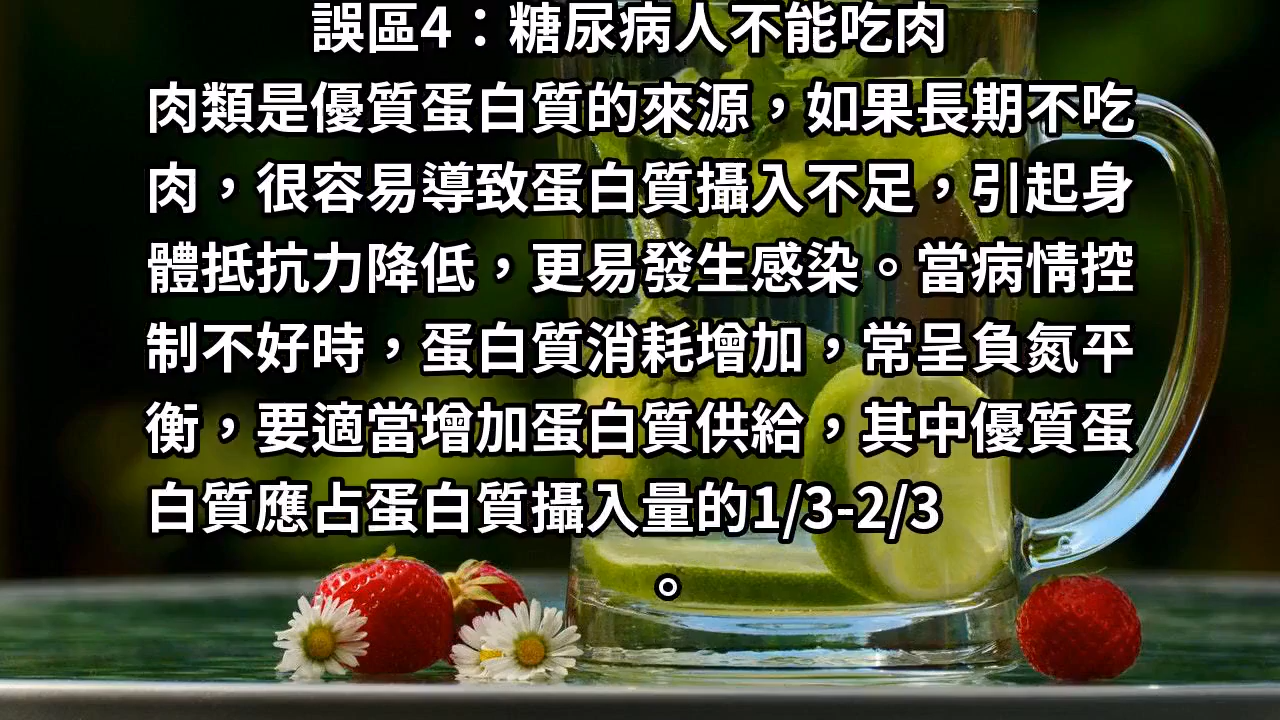 誤區4：糖尿病人不能吃肉
肉類是優質蛋白質的來源，如果長期不吃
肉，很容易導致蛋白質攝入不足，引起身
體抵抗力降低，更易發生感染。當病情控
制不好時，蛋白質消耗增加，常呈負氮平
衡，要適當增加蛋白質供給，其中優質蛋
白質應占蛋白質攝入量的1/3-2/3
。